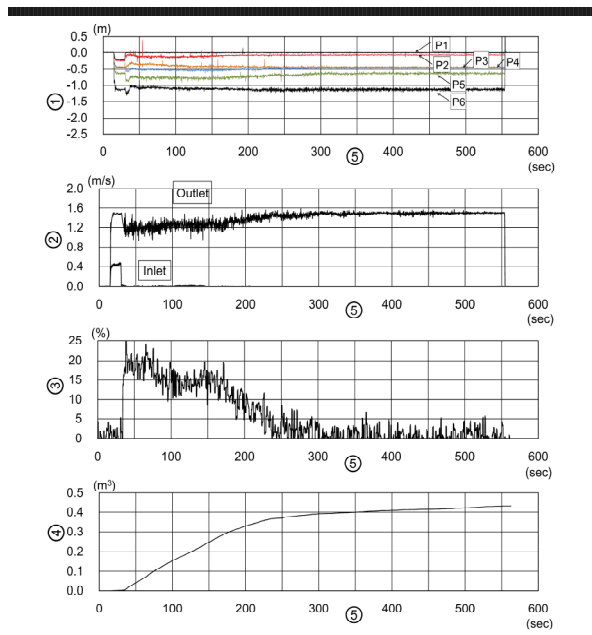 (m)
0.5
0.0
-0.5
-1.0
-1.5
-2.0
-2.5
①
P1
P2
P3
P4
P5
P6
0 100 200 300 400 500 600
⑤
(sec)
(m/s)
2.0
1.6
1.2
0.8
0.4
0.0
②
Outlet
Inlet
0 100 200 300 400 500 600
⑤
(sec)
(%)
25
20
15
10
5
0
③
0 100 200 300 400 500 600
⑤
(sec)
(m³)
0.5
0.4
0.3
0.2
0.1
0.0
④
0 100 200 300 400 500 600
⑤
(sec)